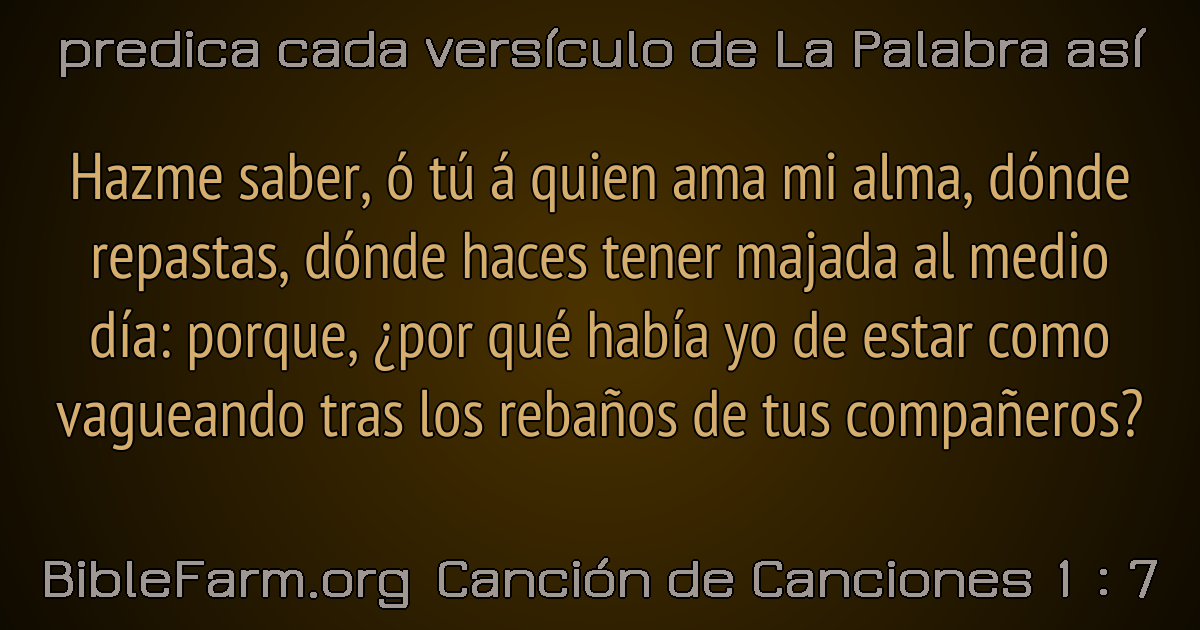 predica cada versículo de La Palabra así
Hazme saber, ó tú á quien ama mi alma, dónde
repastas, dónde haces tener majada al medio
día: porque, ¿por qué había yo de estar como
vagueando tras los rebaños de tus compañeros?
BibleFarm.org Canción de Canciones 1 : 7